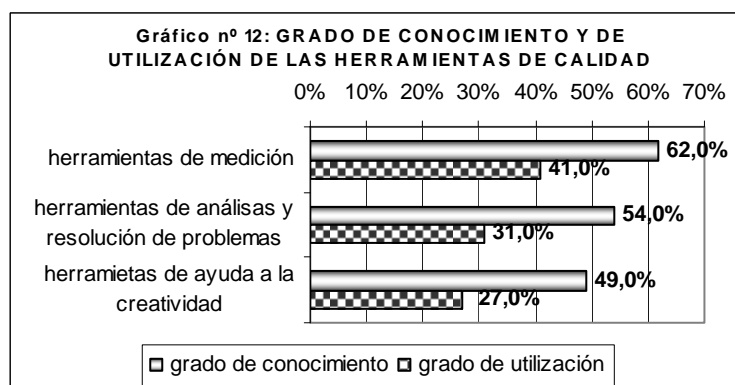 Gráfico nº 12: GRADO DE CONOCIMIENTO Y DE
UTILIZACIÓN DE LAS HERRAMIENTAS DE CALIDAD
0% 10% 20% 30% 40% 50% 60% 70%
herramientas de medición
62,0%
41,0%
herramientas de análisas y
resolución de problemas
54,0%
31,0%
herramietas de ayuda a la
creatividad
49,0%
27,0%
grado de conocimiento grado de utilización